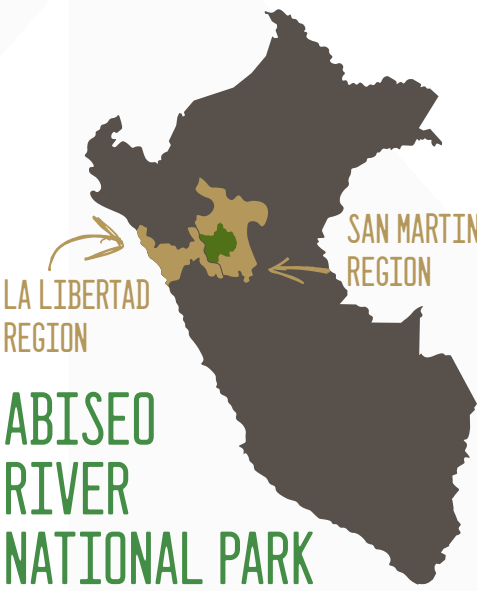 SAN MARTIN
REGION
LA LIBERTAD
REGION
ABISEO
RIVER
NATIONAL PARK